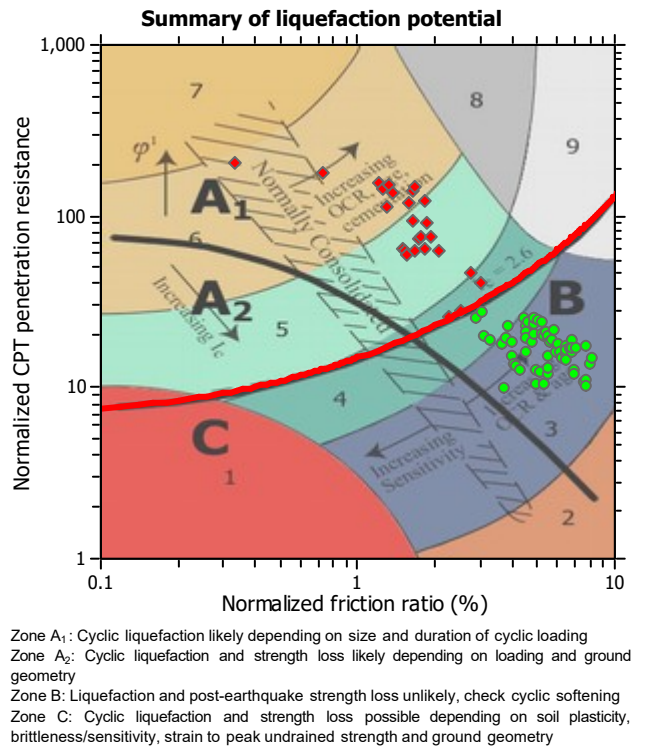 Summary of liquefaction potential
Normalized CPT penetration resistance
1,000
100
10
1
0.1
1
10
Normalized friction ratio (%)
7
8
9
φ'
A1
Increasing
OCR, age,
cementation
Normally Consolidated
6
A2
Increasing Ic
5
= 2.6
B
4
C
1
Increasing
Sensitivity
Increasing
OCR & age
3
2
Zone A1: Cyclic liquefaction likely depending on size and duration of cyclic loading
Zone A2: Cyclic liquefaction and strength loss likely depending on loading and ground
geometry
Zone B: Liquefaction and post-earthquake strength loss unlikely, check cyclic softening
Zone C: Cyclic liquefaction and strength loss possible depending on soil plasticity,
brittleness/sensitivity, strain to peak undrained strength and ground geometry